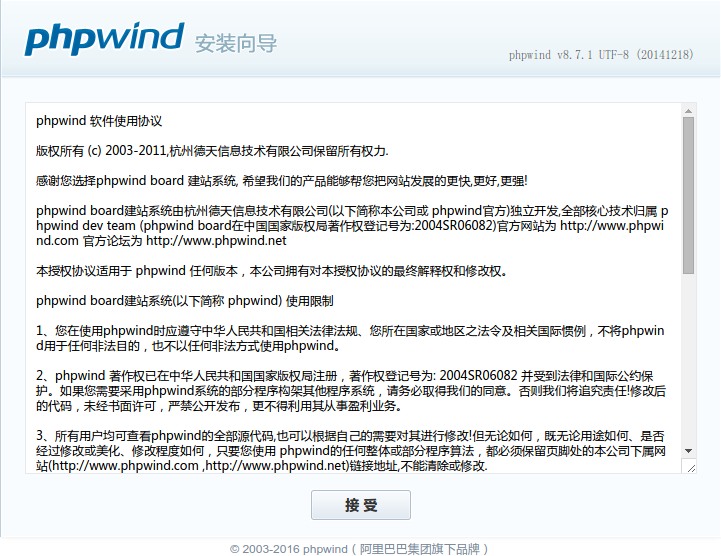 phpwind 安装向导
phpwind v8.7.1 UTF-8 (20141218)
phpwind 软件使用协议
版权所有 (c) 2003-2011,杭州德天信息技术有限公司保留所有权力.
感谢您选择phpwind board 建站系统, 希望我们的产品能够帮您把网站发展的更快,更好,更强!
phpwind board建站系统由杭州德天信息技术有限公司(以下简称本公司或 phpwind官方)独立开发,全部核心技术归属 p
hpwind dev team (phpwind board在中国国家版权局著作权登记号为:2004SR06082)官方网站为 http://www.phpwi
nd.com 官方论坛为 http://www.phpwind.net
本授权协议适用于 phpwind 任何版本，本公司拥有对本授权协议的最终解释权和修改权。
phpwind board建站系统(以下简称 phpwind) 使用限制
1、您在使用phpwind时应遵守中华人民共和国相关法律法规、您所在国家或地区之法令及相关国际惯例，不将phpwin
d用于任何非法目的，也不以任何非法方式使用phpwind。
2、phpwind 著作权已在中华人民共和国国家版权局注册，著作权登记号为: 2004SR06082 并受到法律和国际公约保
护。如果您需要采用phpwind系统的部分程序构架其他程序系统，请务必取得我们的同意。否则我们将追究责任!修改后
的代码，未经书面许可，严禁公开发布，更不得利用其从事盈利业务。
3、所有用户均可查看phpwind的全部源代码,也可以根据自己的需要对其进行修改!但无论如何，既无论用途如何、是否
经过修改或美化、修改程度如何，只要您使用 phpwind的任何整体或部分程序算法，都必须保留页脚处的本公司下属网
站(http://www.phpwind.com ,http://www.phpwind.net)链接地址,不能清除或修改.
接 受
© 2003-2016 phpwind（阿里巴巴集团旗下品牌）